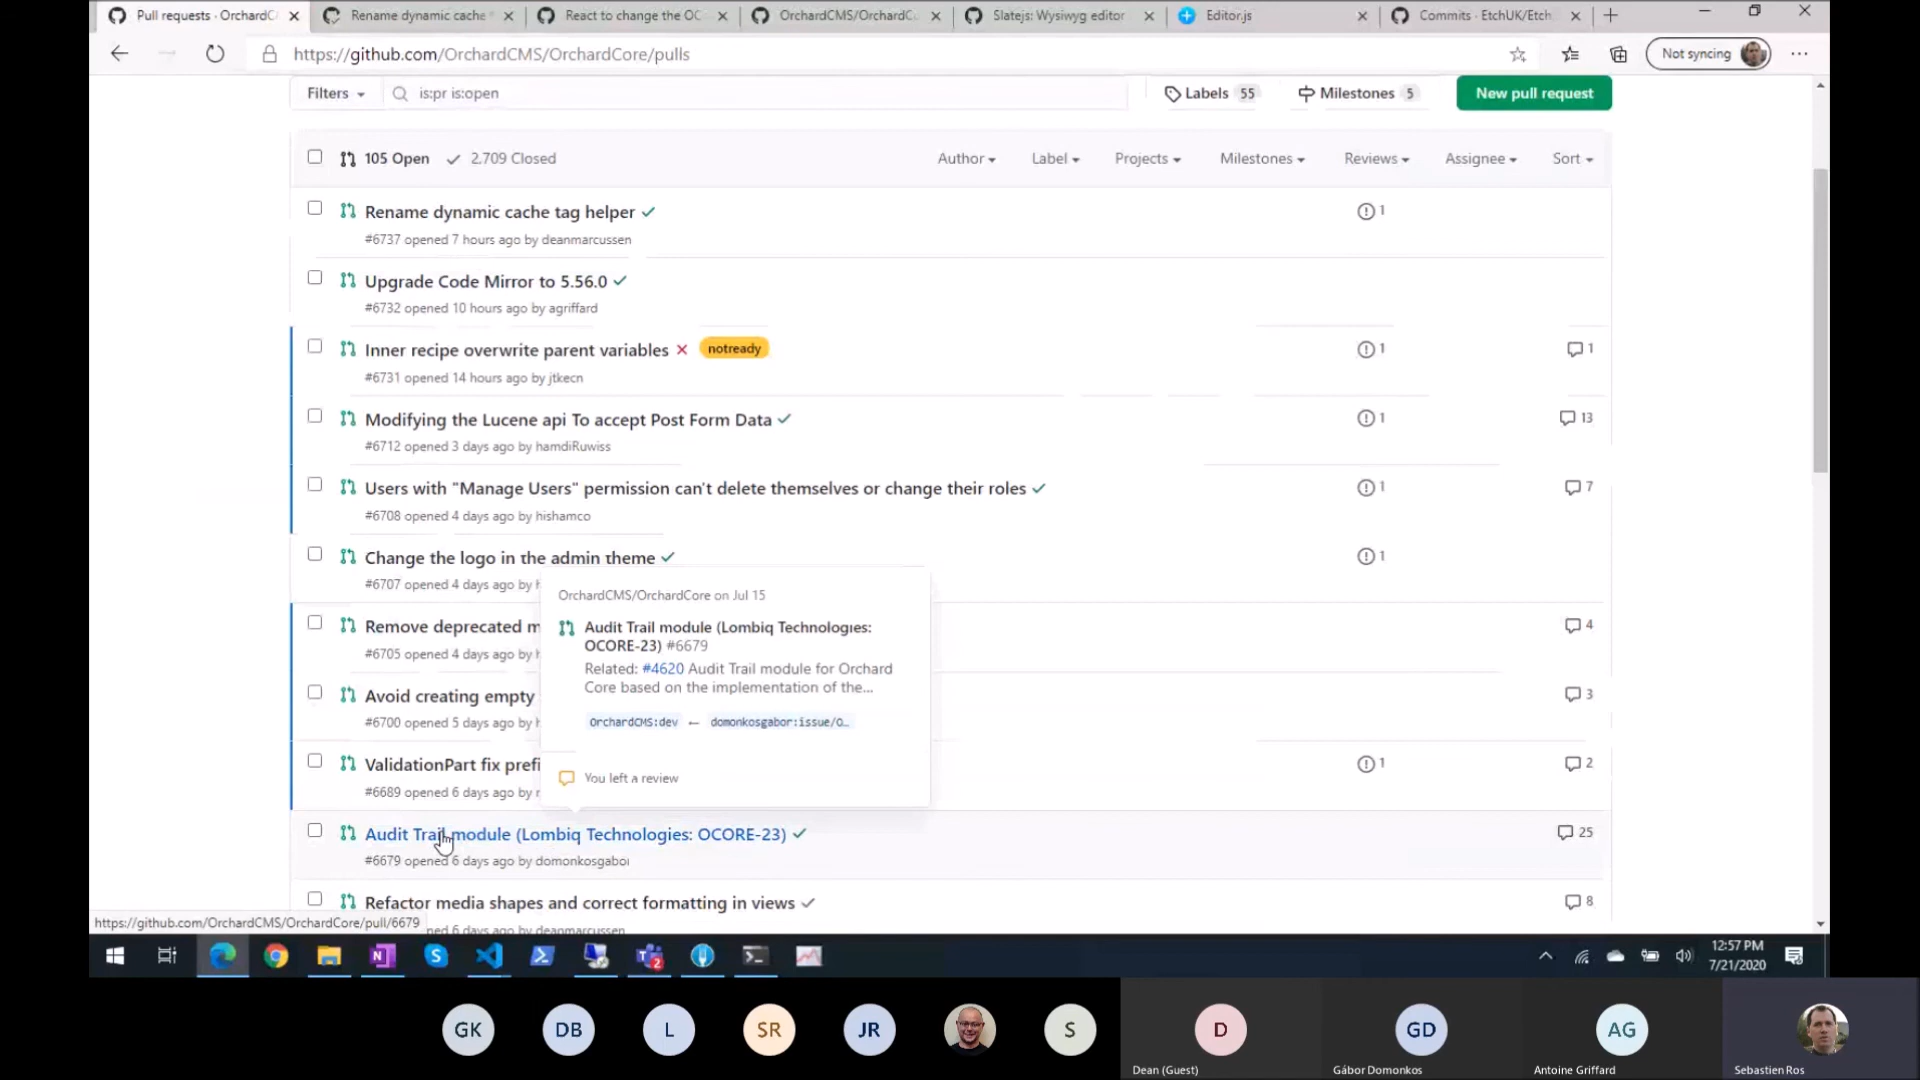 Pull requests · OrchardC
Rename dynamic cache
React to change the OC
OrchardCMS/OrchardC
Slatejs: Wysiwyg editor
Editor.js
Commits · EtchUK/Etch
https://github.com/OrchardCMS/OrchardCore/pulls
Not syncing
Filters
is:pr is:open
Labels 55
Milestones 5
New pull request
105 Open
2,709 Closed
Author
Label
Projects
Milestones
Reviews
Assignee
Sort
Rename dynamic cache tag helper
1
#6737 opened 7 hours ago by deanmarcussen
Upgrade Code Mirror to 5.56.0
#6732 opened 10 hours ago by agriffard
Inner recipe overwrite parent variables
notready
1
1
#6731 opened 14 hours ago by jtkecn
Modifying the Lucene api To accept Post Form Data
1
13
#6712 opened 3 days ago by hamdiRuwiss
Users with "Manage Users" permission can't delete themselves or change their roles
1
7
#6708 opened 4 days ago by hishamco
Change the logo in the admin theme
1
#6707 opened 4 days ago by h
OrchardCMS/OrchardCore on Jul 15
Audit Trail module (Lombiq Technologies:
OCORE-23) #6679
Related: #4620 Audit Trail module for Orchard
Core based on the implementation of the...
OrchardCMS:dev ← domonkosgabor:issue/O…
You left a review
Remove deprecated m
4
#6705 opened 4 days ago by h
Avoid creating empty
3
#6700 opened 5 days ago by h
ValidationPart fix prefi
1
2
#6689 opened 6 days ago by
Audit Trail module (Lombiq Technologies: OCORE-23)
25
#6679 opened 6 days ago by domonkosgabor
Refactor media shapes and correct formatting in views
8
ned 6 days ago by deanmarcussen
https://github.com/OrchardCMS/OrchardCore/pull/6679
12:57 PM
7/21/2020
GK
DB
L
SR
JR
S
D
GD
AG
Dean (Guest)
Gábor Domonkos
Antoine Griffard
Sebastien Ros